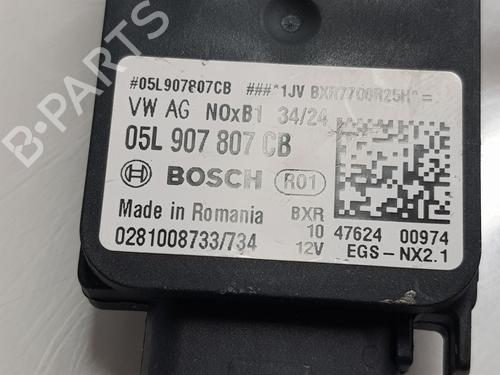 B-PARTS
#05L907807CB ###*1JV BXR7700R25H*=
VW AG NOxB1 34/24
05L 907 807 CB
BOSCH R01
Made in Romania BXR
10 47624 00974
0281008733/734 12V EGS-NX2.1